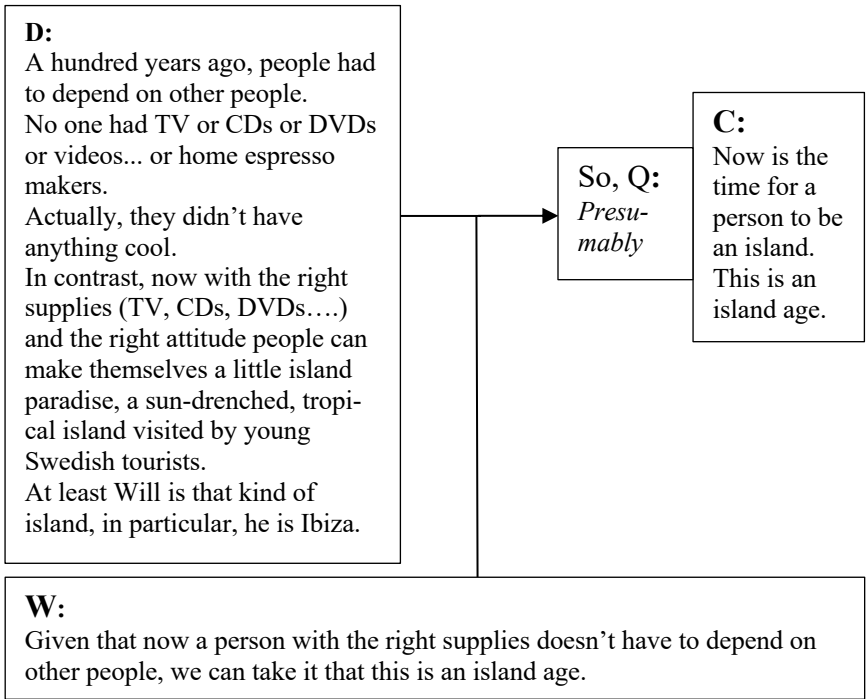 D:
A hundred years ago, people had
to depend on other people.
No one had TV or CDs or DVDs
or videos... or home espresso
makers.
Actually, they didn’t have
anything cool.
In contrast, now with the right
supplies (TV, CDs, DVDs….)
and the right attitude people can
make themselves a little island
paradise, a sun-drenched, tropi-
cal island visited by young
Swedish tourists.
At least Will is that kind of
island, in particular, he is Ibiza.
So, Q:
Presu-
mably
C:
Now is the
time for a
person to be
an island.
This is an
island age.
W:
Given that now a person with the right supplies doesn’t have to depend on
other people, we can take it that this is an island age.